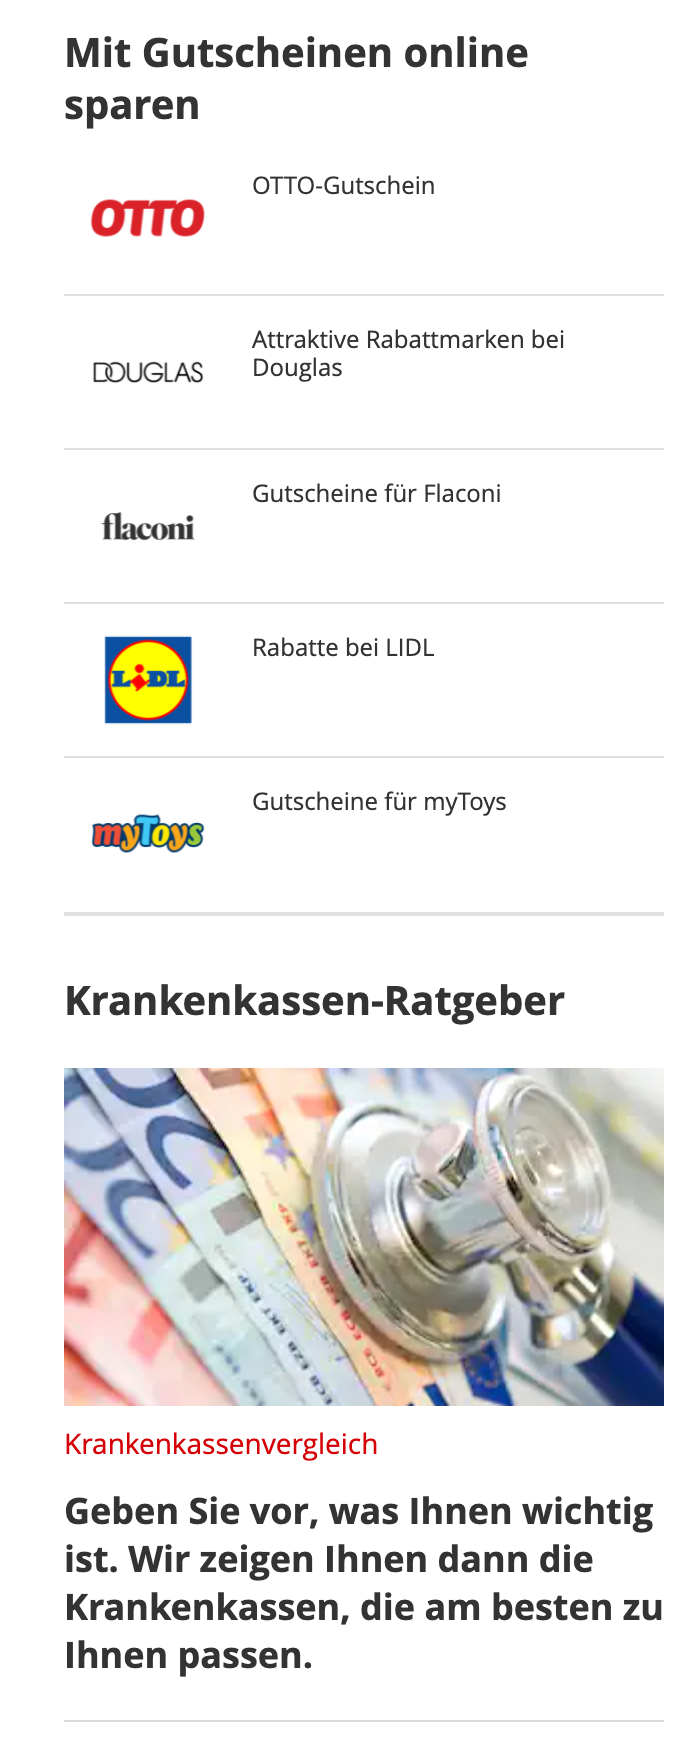 Mit Gutscheinen online
sparen
OTTO
OTTO-Gutschein
DOUGLAS
Attraktive Rabattmarken bei
Douglas
flaconi
Gutscheine für Flaconi
LIDL
Rabatte bei LIDL
myToys
Gutscheine für myToys
Krankenkassen-Ratgeber
Krankenkassenvergleich
Geben Sie vor, was Ihnen wichtig
ist. Wir zeigen Ihnen dann die
Krankenkassen, die am besten zu
Ihnen passen.